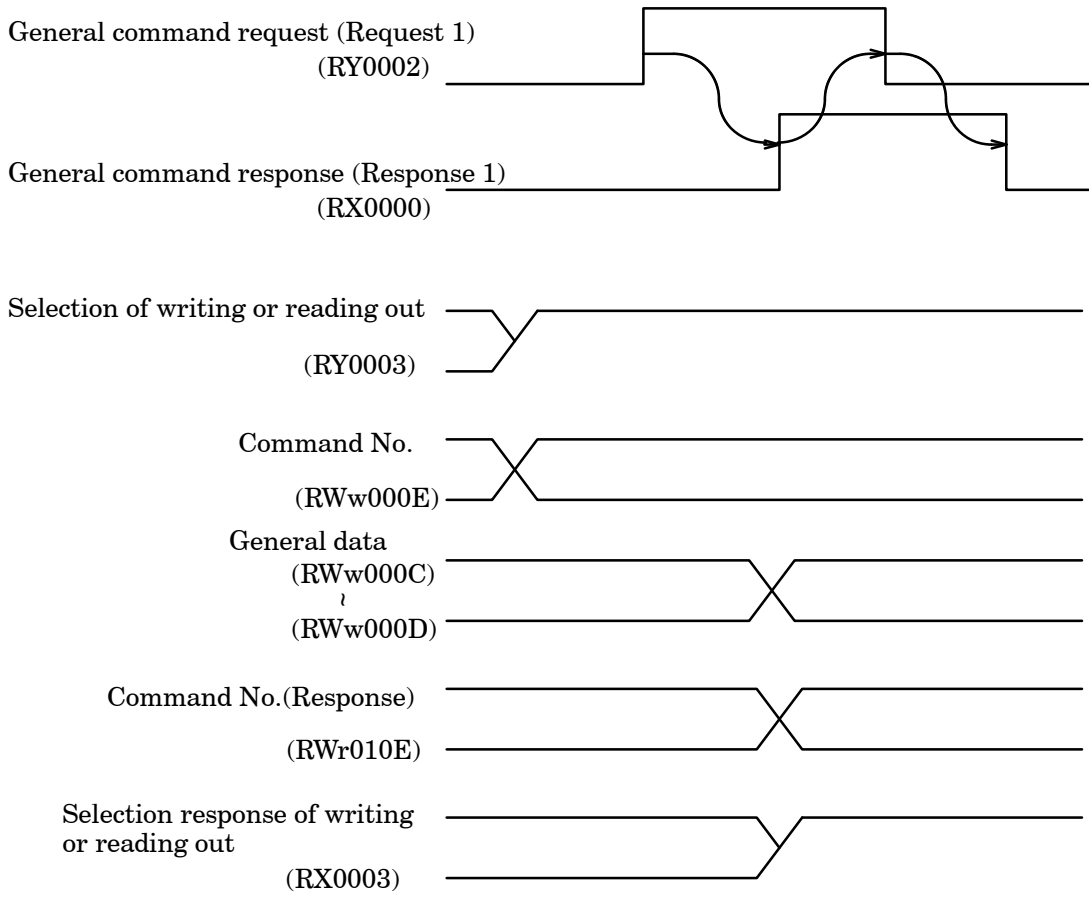 General command request (Request 1)
(RY0002)
General command response (Response 1)
(RX0000)
Selection of writing or reading out
(RY0003)
Command No.
(RWw000E)
General data
(RWw000C)
~
(RWw000D)
Command No.(Response)
(RWr010E)
Selection response of writing
or reading out
(RX0003)